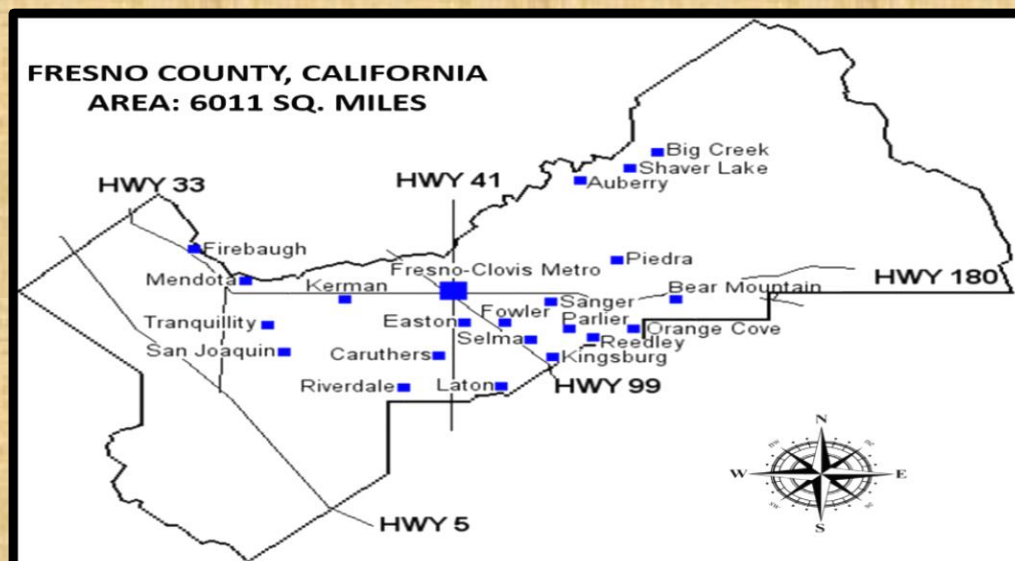 FRESNO COUNTY, CALIFORNIA
AREA: 6011 SQ. MILES
HWY 33
HWY 41
Big Creek
Shaver Lake
Auberry
Firebaugh
Mendota
Kerman
Fresno-Clovis Metro
Piedra
HWY 180
Bear Mountain
Sanger
Fowler
Parlier
Orange Cove
Tranquillity
Easton
Selma
Reedley
San Joaquin
Caruthers
Kingsburg
Riverdale
Laton
HWY 99
HWY 5
N
W
E
S